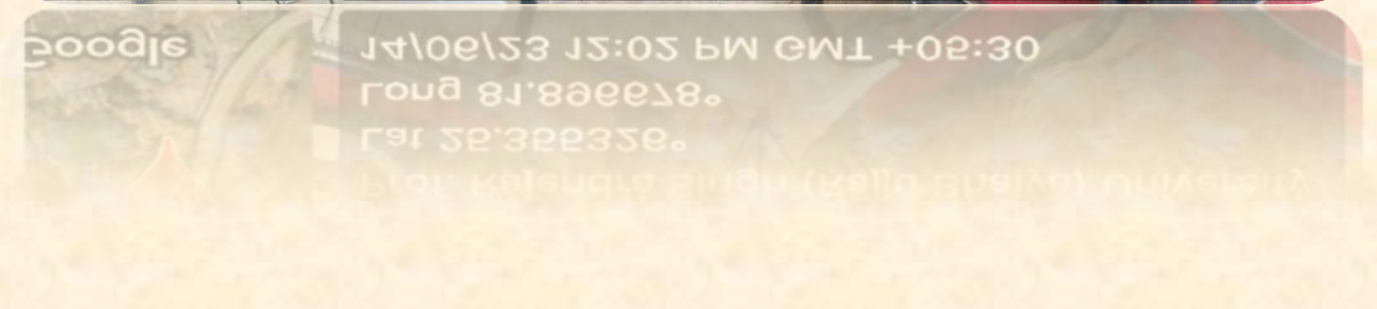 Prof. Rajendra Singh (Rajju Bhaiya) University
Lat 25.355326°
Long 81.896678°
14/06/23 12:02 PM GMT +05:30
Google